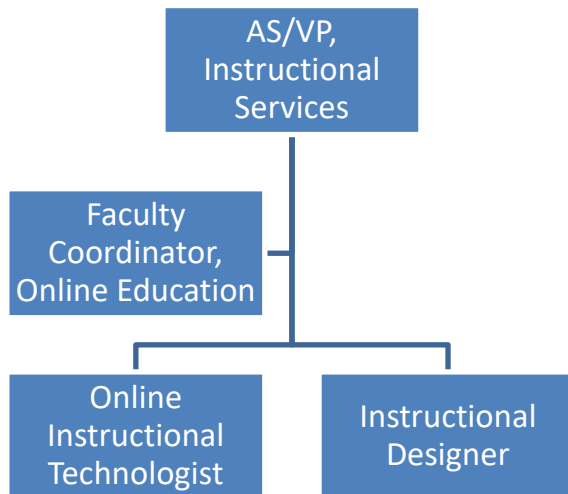 AS/VP,
Instructional
Services
Faculty
Coordinator,
Online Education
Online
Instructional
Technologist
Instructional
Designer